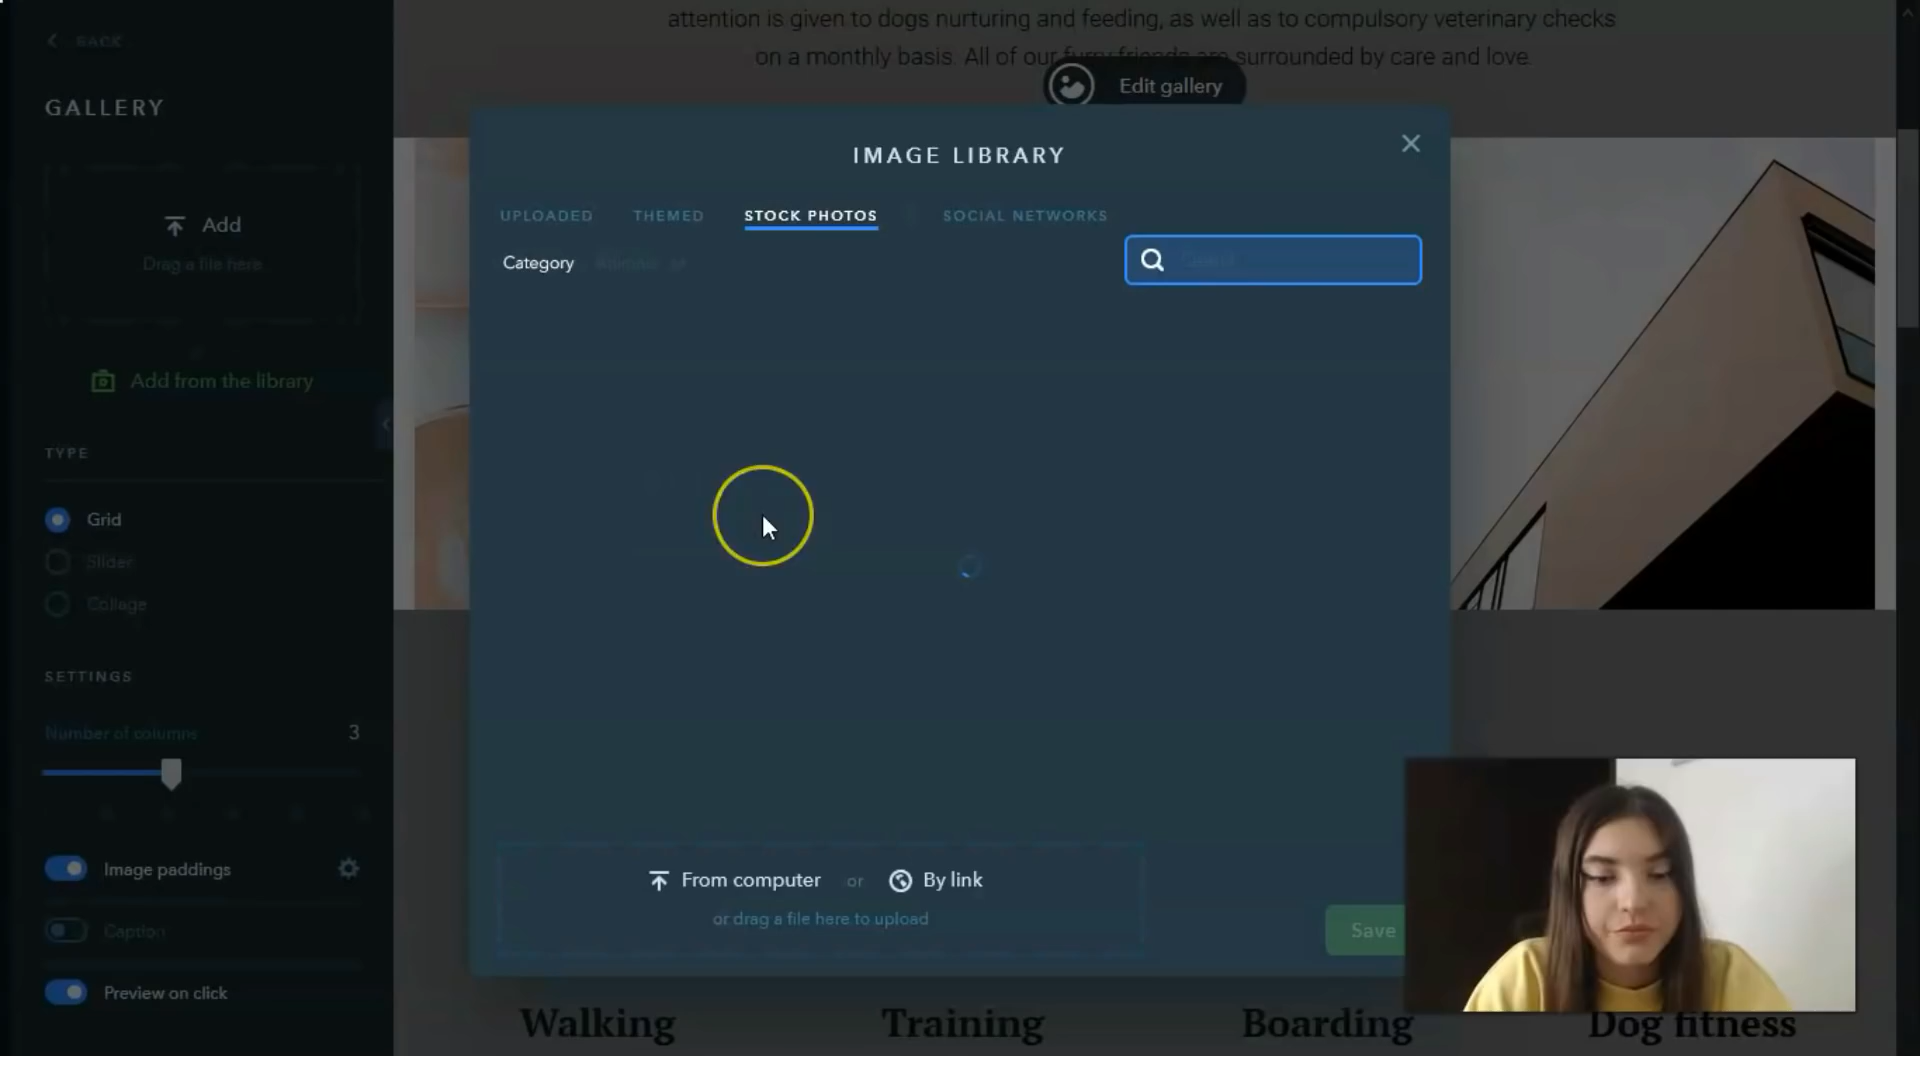 attention is given to dogs nurturing and feeding, as well as to compulsory veterinary checks
on a monthly basis. All of our furry friends are surrounded by care and love.
BACK
Edit gallery
GALLERY
Add
Drag a file here
Add from the library
TYPE
Grid
Slider
Collage
SETTINGS
Number of columns 3
Image paddings
Caption
Preview on click
IMAGE LIBRARY
UPLOADED THEMED STOCK PHOTOS SOCIAL NETWORKS
Category
From computer or By link
or drag a file here to upload
Save
Walking Training Boarding Dog fitness